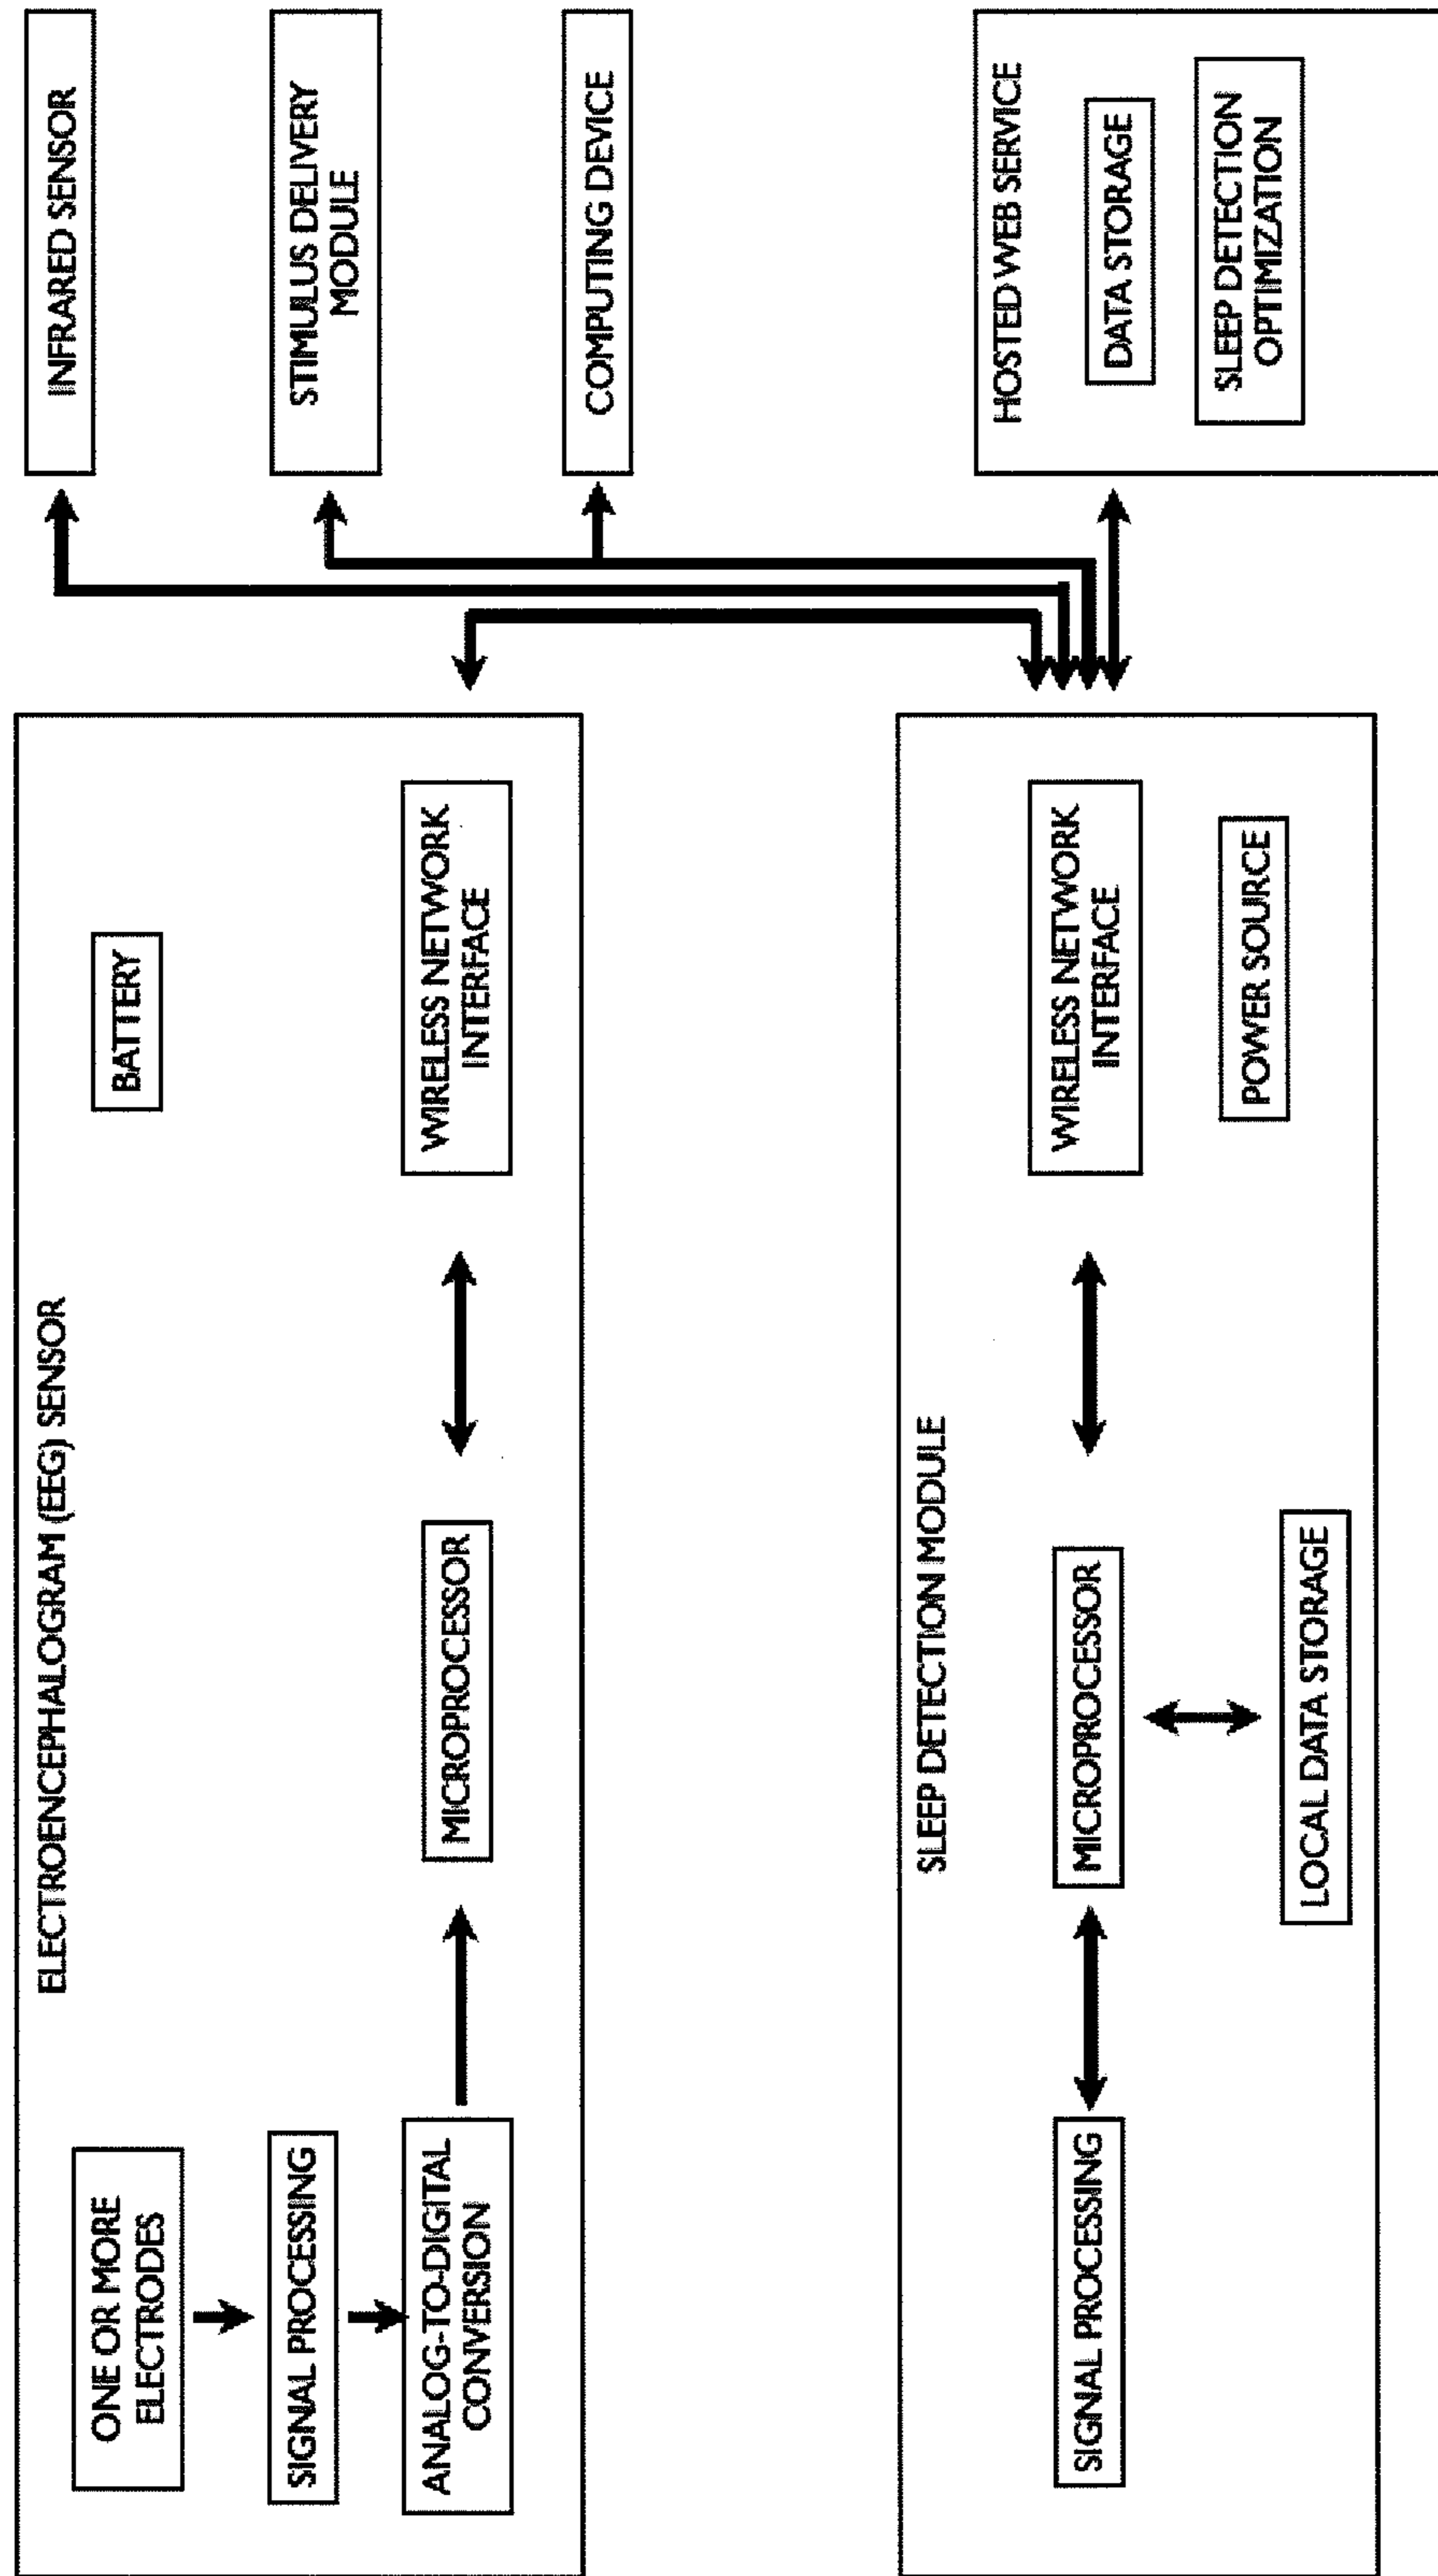 ELECTROENCEPHALOGRAM (EEG) SENSOR
ONE OR MORE
ELECTRODES
SIGNAL PROCESSING
ANALOG-TO-DIGITAL
CONVERSION
MICROPROCESSOR
BATTERY
WIRELESS NETWORK
INTERFACE
SLEEP DETECTION MODULE
SIGNAL PROCESSING
MICROPROCESSOR
LOCAL DATA STORAGE
WIRELESS NETWORK
INTERFACE
POWER SOURCE
INFRARED SENSOR
STIMULUS DELIVERY
MODULE
COMPUTING DEVICE
HOSTED WEB SERVICE
DATA STORAGE
SLEEP DETECTION
OPTIMIZATION